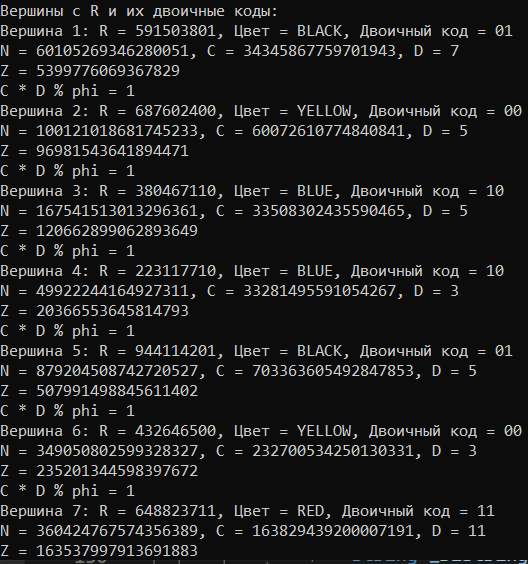 Вершины с R и их двоичные коды:
Вершина 1: R = 591503801, Цвет = BLACK, Двоичный код = 01
N = 60105269346280051, C = 34345867759701943, D = 7
Z = 5399776069367829
C * D % phi = 1
Вершина 2: R = 687602400, Цвет = YELLOW, Двоичный код = 00
N = 100121018681745233, C = 60072610774840841, D = 5
Z = 96981543641894471
C * D % phi = 1
Вершина 3: R = 380467110, Цвет = BLUE, Двоичный код = 10
N = 167541513013296361, C = 33508302435590465, D = 5
Z = 120662899062893649
C * D % phi = 1
Вершина 4: R = 223117710, Цвет = BLUE, Двоичный код = 10
N = 49922244164927311, C = 33281495591054267, D = 3
Z = 20366553645814793
C * D % phi = 1
Вершина 5: R = 944114201, Цвет = BLACK, Двоичный код = 01
N = 879204508742720527, C = 703363605492847853, D = 5
Z = 507991498845611402
C * D % phi = 1
Вершина 6: R = 432646500, Цвет = YELLOW, Двоичный код = 00
N = 349050802599328327, C = 232700534250130331, D = 3
Z = 235201344598397672
C * D % phi = 1
Вершина 7: R = 648823711, Цвет = RED, Двоичный код = 11
N = 360424767574356389, C = 163829439200007191, D = 11
Z = 163537997913691883